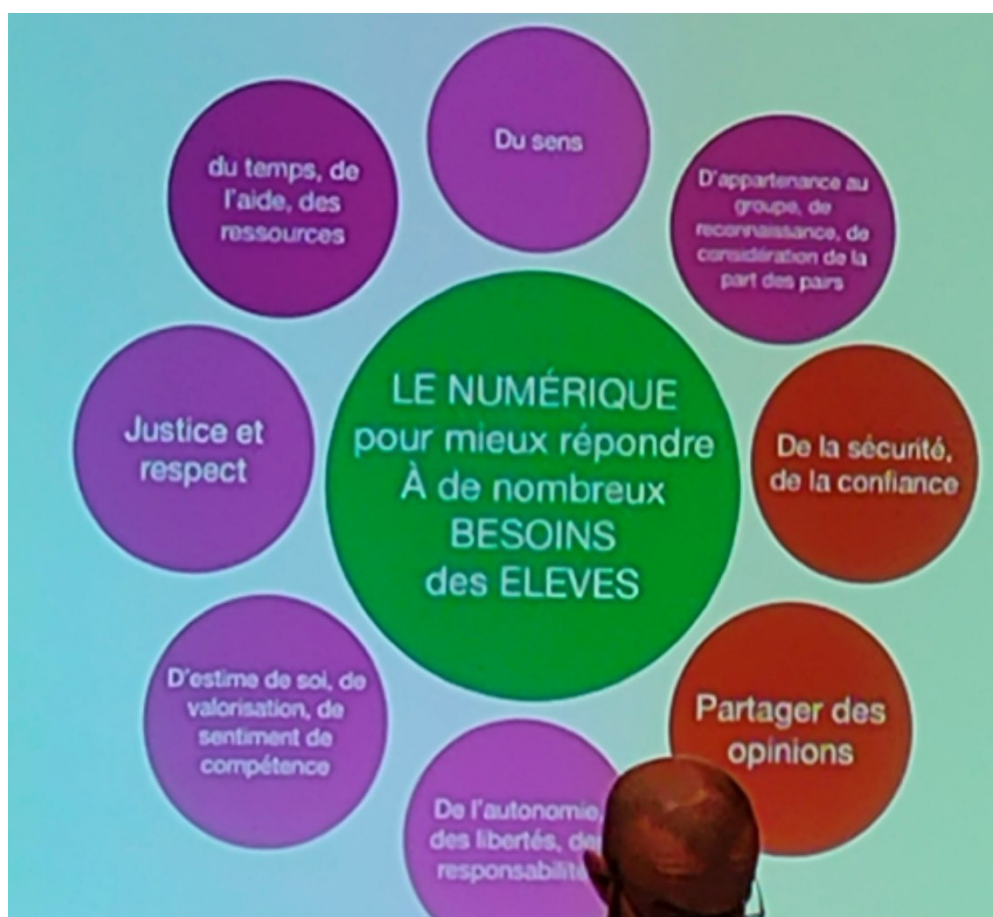 Du sens
du temps, de
l'aide, des
ressources
D'appartenance au
groupe, de
reconnaissance, de
considération de la
part des pairs
LE NUMÉRIQUE
pour mieux répondre
À de nombreux
BESOINS
des ELEVES
Justice et
respect
De la sécurité,
de la confiance
D'estime de soi, de
valorisation, de
sentiment de
compétence
Partager des
opinions
De l'autonomie,
des libertés,